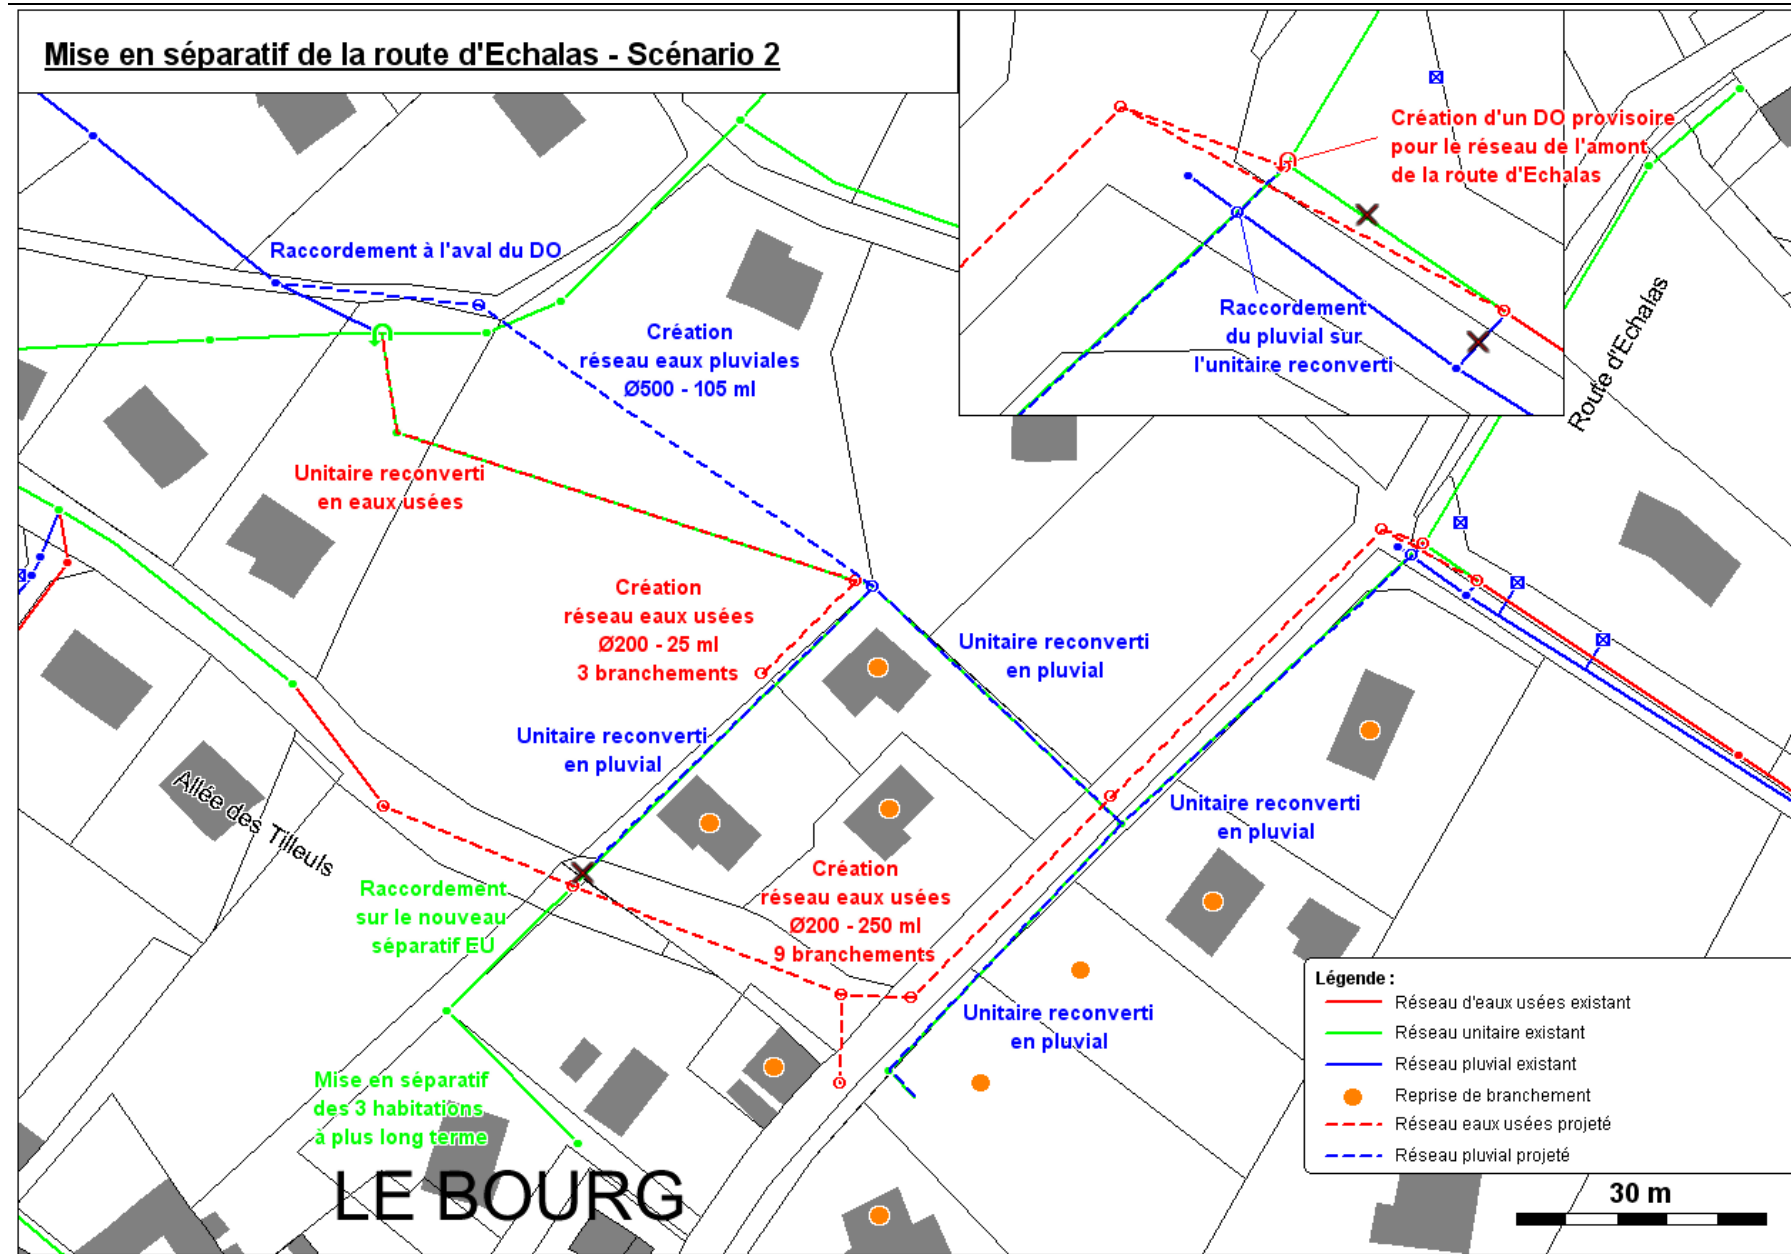 Mise en séparatif de la route d'Echalas - Scénario 2
Création d'un DO provisoire
pour le réseau de l'amont
de la route d'Echalas
Raccordement
du pluvial sur
l'unitaire reconverti
Route d'Echalas
Raccordement à l'aval du DO
Création
réseau eaux pluviales
Ø500 - 105 ml
Unitaire reconverti
en eaux usées
Création
réseau eaux usées
Ø200 - 25 ml
3 branchements
Unitaire reconverti
en pluvial
Unitaire reconverti
en pluvial
Unitaire reconverti
en pluvial
Allée des Tilleuls
Raccordement
sur le nouveau
séparatif EU
Création
réseau eaux usées
Ø200 - 250 ml
9 branchements
Unitaire reconverti
en pluvial
Mise en séparatif
des 3 habitations
à plus long terme
LE BOURG
Légende :
Réseau d'eaux usées existant
Réseau unitaire existant
Réseau pluvial existant
Reprise de branchement
Réseau eaux usées projeté
Réseau pluvial projeté
30 m